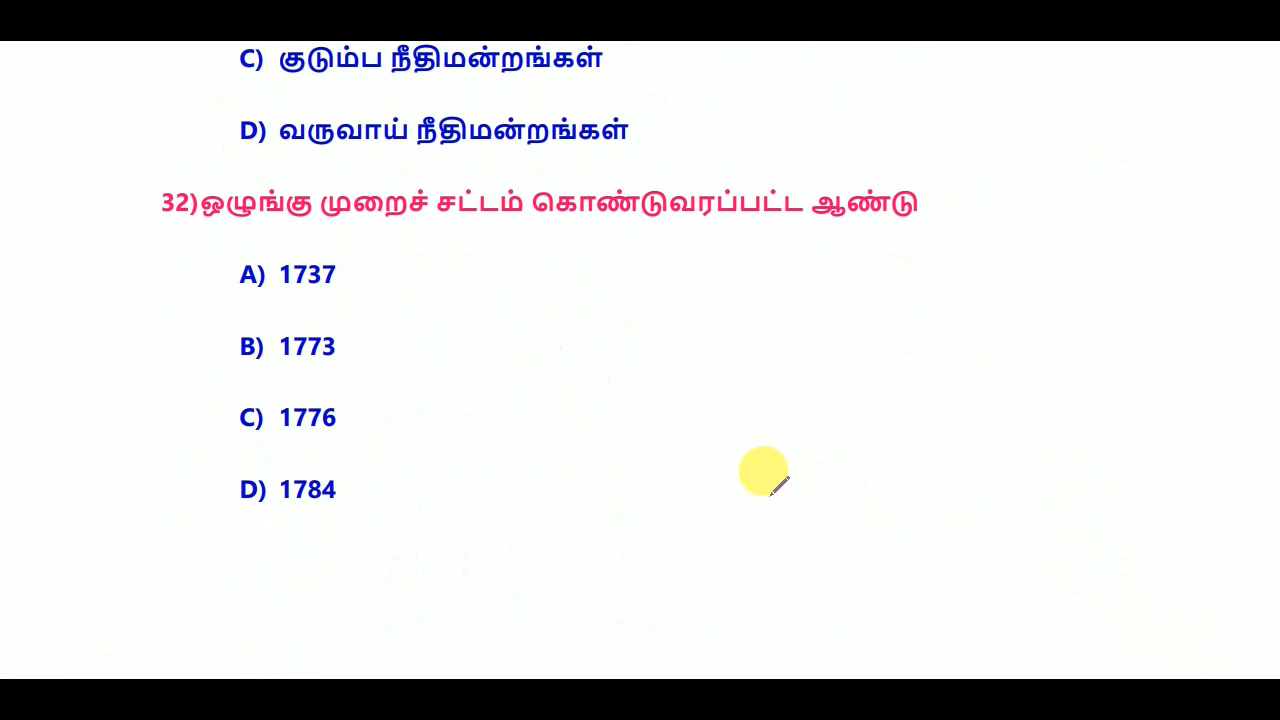 C) குடும்ப நீதிமன்றங்கள்
D) வருவாய் நீதிமன்றங்கள்
32)ஒழுங்கு முறைச் சட்டம் கொண்டுவரப்பட்ட ஆண்டு
A) 1737
B) 1773
C) 1776
D) 1784